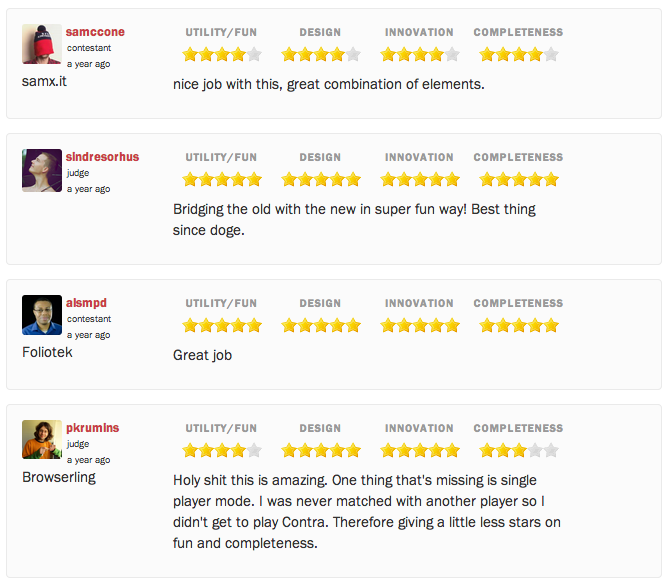 samccone
contestant
a year ago
samx.it
UTILITY/FUN DESIGN INNOVATION COMPLETENESS
nice job with this, great combination of elements.
sindresorhus
judge
a year ago
UTILITY/FUN DESIGN INNOVATION COMPLETENESS
Bridging the old with the new in super fun way! Best thing
since doge.
alsmpd
contestant
a year ago
Foliotek
UTILITY/FUN DESIGN INNOVATION COMPLETENESS
Great job
pkrumins
judge
a year ago
Browserling
UTILITY/FUN DESIGN INNOVATION COMPLETENESS
Holy shit this is amazing. One thing that's missing is single
player mode. I was never matched with another player so I
didn't get to play Contra. Therefore giving a little less stars on
fun and completeness.